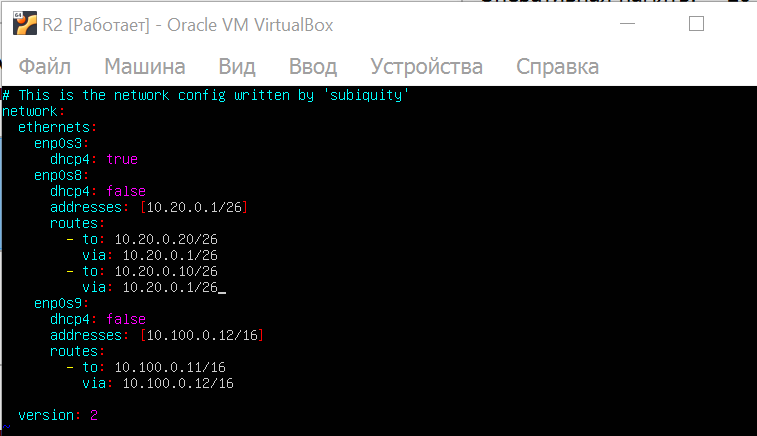 R2 [Работает] - Oracle VM VirtualBox
Файл Машина Вид Ввод Устройства Справка
# This is the network config written by 'subiquity'
network:
  ethernets:
    enp0s3:
      dhcp4: true
    enp0s8:
      dhcp4: false
      addresses: [10.20.0.1/26]
      routes:
        - to: 10.20.0.20/26
          via: 10.20.0.1/26
        - to: 10.20.0.10/26
          via: 10.20.0.1/26_
    enp0s9:
      dhcp4: false
      addresses: [10.100.0.12/16]
      routes:
        - to: 10.100.0.11/16
          via: 10.100.0.12/16
  version: 2
~